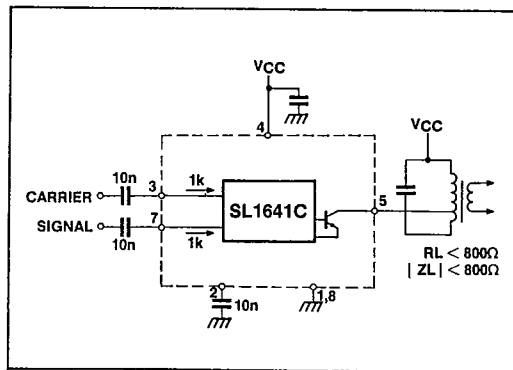 VCC
4
VCC
10n
3
1k
CARRIER
SL1641C
5
SIGNAL
7
10n
1k
RL < 800Ω
| ZL | < 800Ω
2
10n
1,8